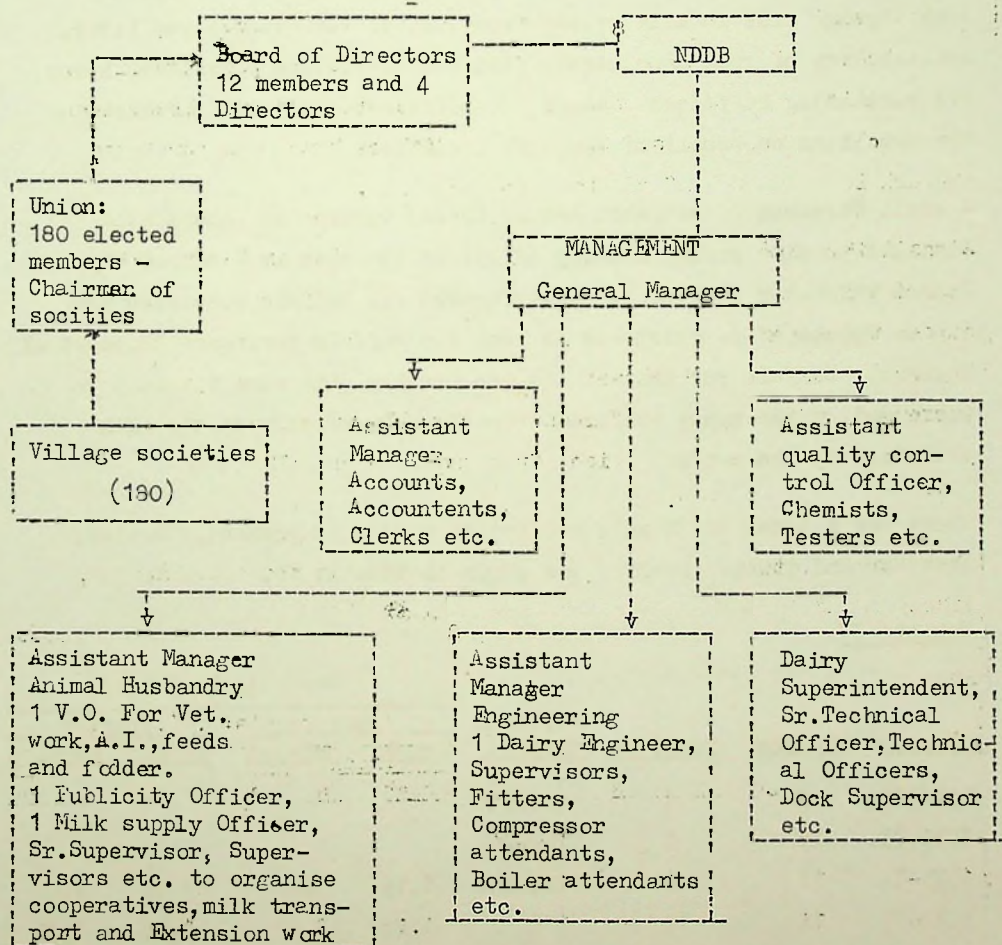 Board of Directors
12 members and 4
Directors
NDDB
Union:
180 elected
members -
Chairman of
socities
MANAGEMENT
General Manager
Village societies
(180)
Assistant
Manager,
Accounts,
Accountents,
Clerks etc.
Assistant
quality con-
trol Officer,
Chemists,
Testers etc.
Assistant Manager
Animal Husbandry
1 V.O. For Vet.
work,A.I.,feeds
and fodder.
1 Publicity Officer,
1 Milk supply Officer,
Sr.Supervisor, Super-
visors etc. to organise
cooperatives,milk trans-
port and Extension work
Assistant
Manager
Engineering
1 Dairy Engineer,
Supervisors,
Fitters,
Compressor
attendants,
Boiler attendants
etc.
Dairy
Superintendent,
Sr.Technical
Officer,Technic-
al Officers,
Dock Supervisor
etc.